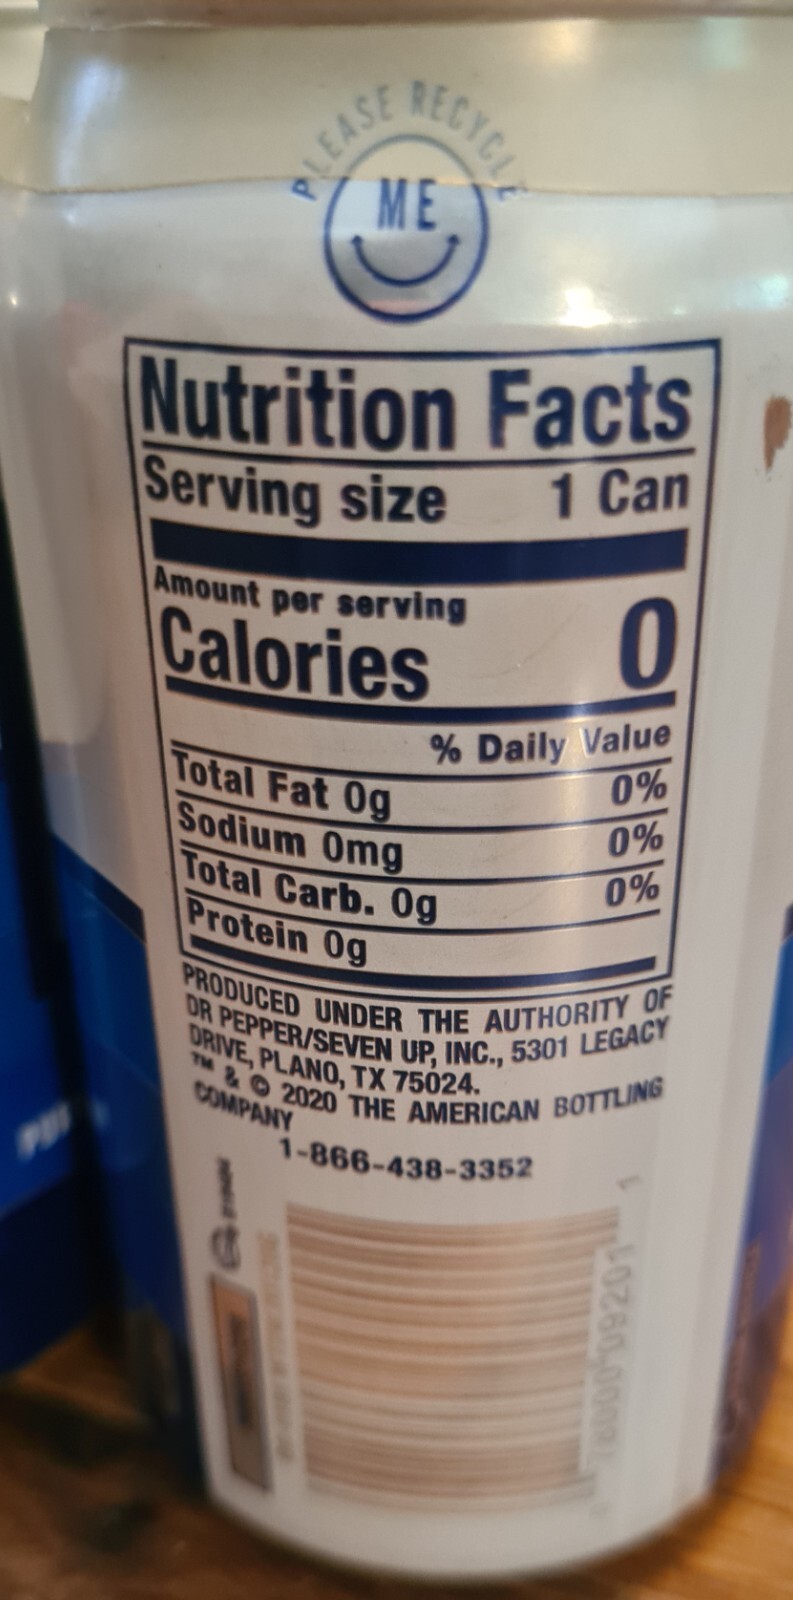 PLEASE RECYCLE
ME
Nutrition Facts
Serving size 1 Can
Amount per serving
Calories 0
% Daily Value
Total Fat 0g 0%
Sodium 0mg 0%
Total Carb. 0g 0%
Protein 0g
PRODUCED UNDER THE AUTHORITY OF
DR PEPPER/SEVEN UP, INC., 5301 LEGACY
DRIVE, PLANO, TX 75024.
™ & © 2020 THE AMERICAN BOTTLING
COMPANY
1-866-438-3352